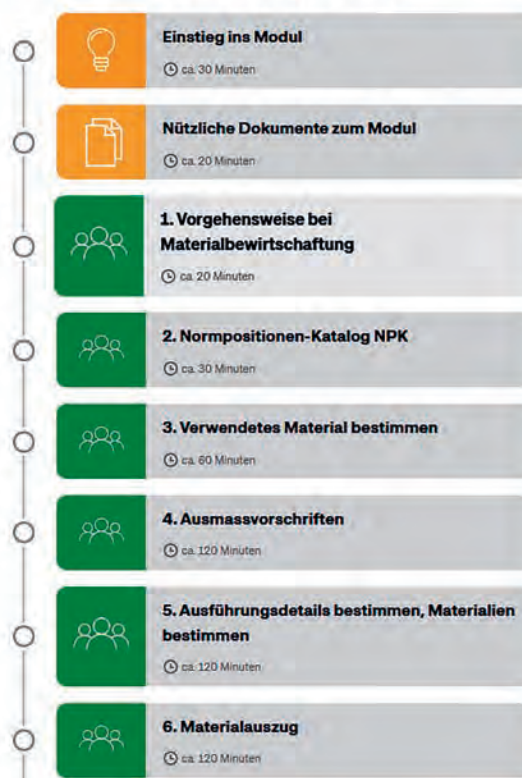 Einstieg ins Modul
ca. 30 Minuten
Nützliche Dokumente zum Modul
ca. 20 Minuten
1. Vorgehensweise bei
Materialbewirtschaftung
ca. 20 Minuten
2. Normpositionen-Katalog NPK
ca. 30 Minuten
3. Verwendetes Material bestimmen
ca. 60 Minuten
4. Ausmassvorschriften
ca. 120 Minuten
5. Ausführungsdetails bestimmen, Materialien
bestimmen
ca. 120 Minuten
6. Materialauszug
ca. 120 Minuten